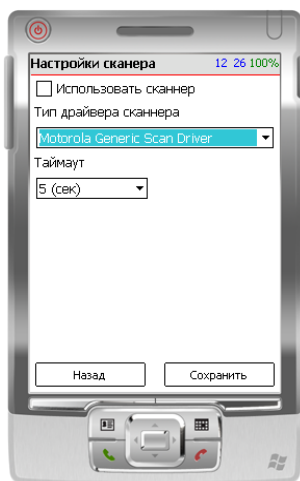 Настройки сканера 12 26 100%
Использовать сканнер
Тип драйвера сканнера
Motorola Generic Scan Driver
Таймаут
5 (сек)
Назад Сохранить